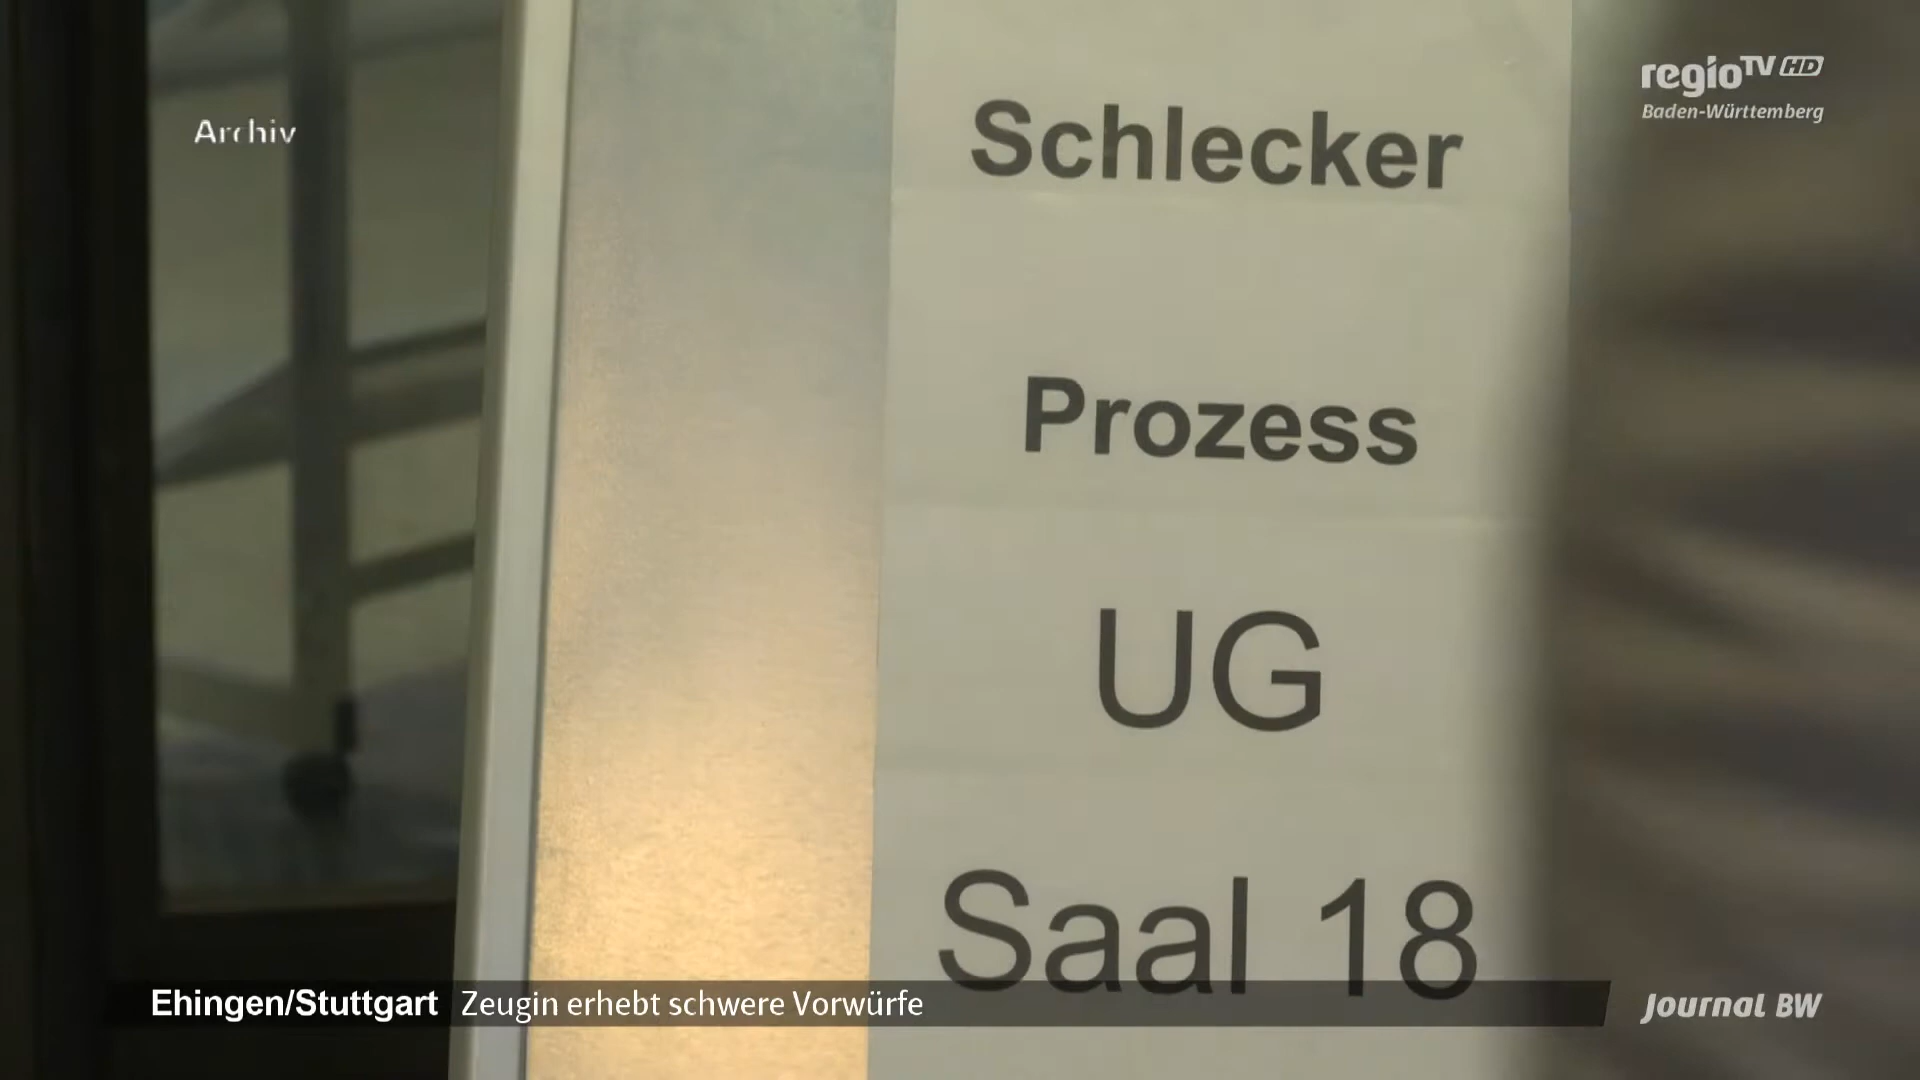 Archiv
regioTV HD
Baden-Württemberg
Schlecker
Prozess
UG
Saal 18
Ehingen/Stuttgart Zeugin erhebt schwere Vorwürfe
Journal BW